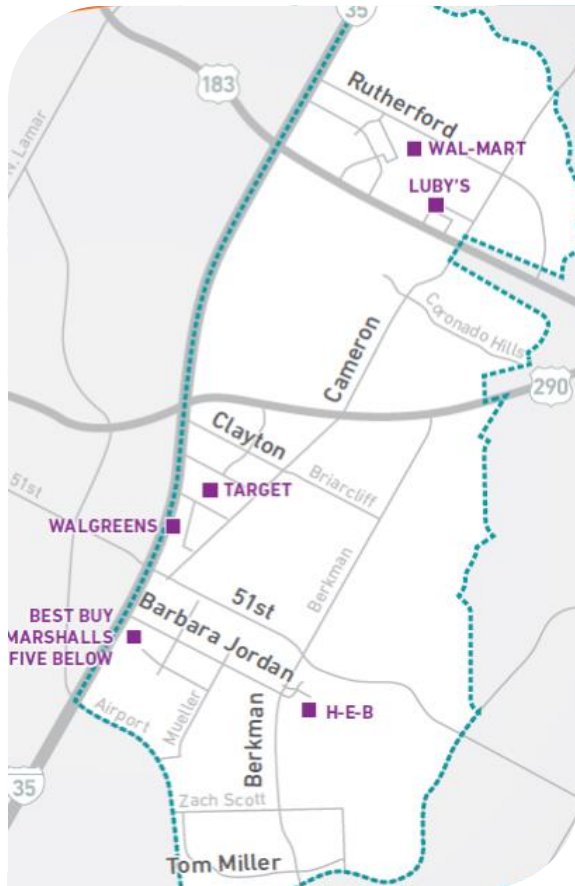 35
183
N. Lamar
Rutherford
WAL-MART
LUBY'S
Coronado Hills
Cameron
290
Clayton
Briarcliff
51st
TARGET
WALGREENS
Berkman
51st
BEST BUY
MARSHALLS
FIVE BELOW
Barbara Jordan
Mueller
Airport
H-E-B
Berkman
35
Zach Scott
Tom Miller